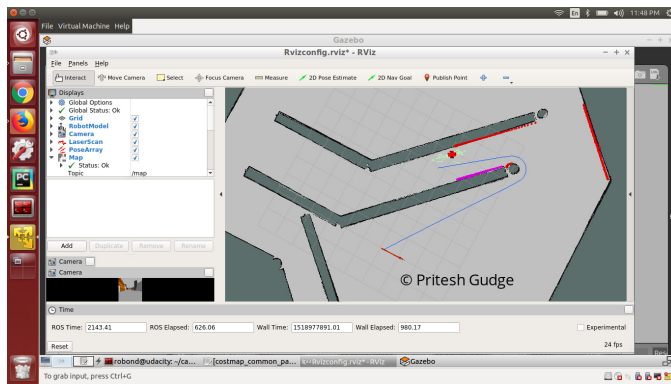 11:48 PM
File Virtual Machine Help
Gazebo
Rvizconfig.rviz* - RViz
File Panels Help
Interact Move Camera Select Focus Camera Measure 2D Pose Estimate 2D Nav Goal Publish Point
Displays
Global Options
Global Status: Ok
Grid
RobotModel
Camera
LaserScan
PoseArray
Map
Status: Ok
Topic /map
Add Duplicate Remove Rename
Camera
Camera
© Pritesh Gudge
Time
ROS Time: 2143.41 ROS Elapsed: 626.06 Wall Time: 1518977891.01 Wall Elapsed: 980.17 Experimental
Reset 24 fps
robond@udacity: ~/ca... [costmap_common_pa... Rvizconfig.rviz* - RViz Gazebo
To grab input, press Ctrl+G